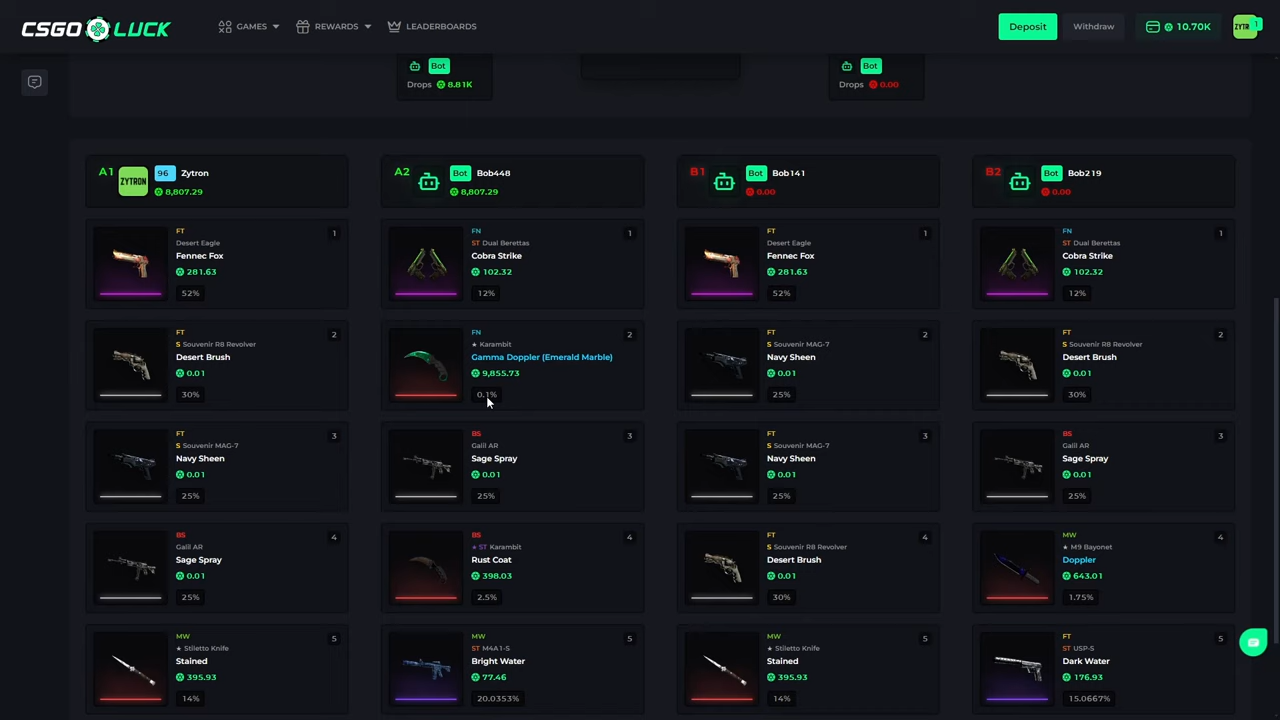 CSGO LUCK
GAMES
REWARDS
LEADERBOARDS
Deposit
Withdraw
10.70K
ZYTR
1
Bot
Drops 8.81K
Bot
Drops 0.00
A1
ZYTRON
96 Zytron
8,807.29
A2
Bot Bob448
8,807.29
B1
Bot Bob141
0.00
B2
Bot Bob219
0.00
FT
1
Desert Eagle
Fennec Fox
281.63
52%
FN
1
ST Dual Berettas
Cobra Strike
102.32
12%
FT
1
Desert Eagle
Fennec Fox
281.63
52%
FN
1
ST Dual Berettas
Cobra Strike
102.32
12%
FT
2
S Souvenir R8 Revolver
Desert Brush
0.01
30%
FN
2
★ Karambit
Gamma Doppler (Emerald Marble)
9,855.73
0.1%
FT
2
S Souvenir MAG-7
Navy Sheen
0.01
25%
FT
2
S Souvenir R8 Revolver
Desert Brush
0.01
30%
FT
3
S Souvenir MAG-7
Navy Sheen
0.01
25%
BS
3
Galil AR
Sage Spray
0.01
25%
FT
3
S Souvenir MAG-7
Navy Sheen
0.01
25%
BS
3
Galil AR
Sage Spray
0.01
25%
BS
4
Galil AR
Sage Spray
0.01
25%
BS
4
★ ST Karambit
Rust Coat
398.03
2.5%
FT
4
S Souvenir R8 Revolver
Desert Brush
0.01
30%
MW
4
★ M9 Bayonet
Doppler
643.01
1.75%
MW
5
★ Stiletto Knife
Stained
395.93
14%
MW
5
ST M4A1-S
Bright Water
77.46
20.0353%
MW
5
★ Stiletto Knife
Stained
395.93
14%
FT
5
ST USP-S
Dark Water
176.93
15.0667%